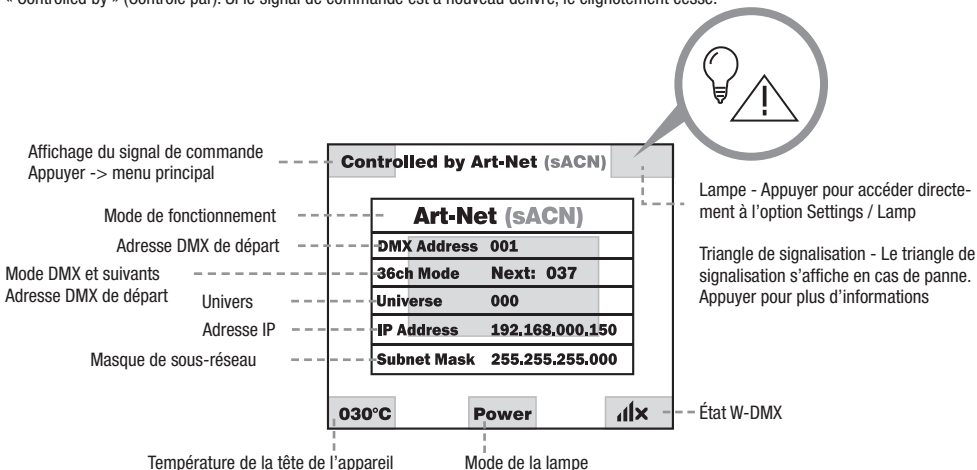 « Controlled by » (Contrôlé par). Si le signal de commande est à nouveau délivré, le clignotement cesse.
Affichage du signal de commande
Appuyer -> menu principal
Mode de fonctionnement
Adresse DMX de départ
Mode DMX et suivants
Adresse DMX de départ
Univers
Adresse IP
Masque de sous-réseau
Controlled by Art-Net (sACN)
Art-Net (sACN)
DMX Address 001
36ch Mode Next: 037
Universe 000
IP Address 192.168.000.150
Subnet Mask 255.255.255.000
030°C Power
Lampe - Appuyer pour accéder directe-
ment à l'option Settings / Lamp
Triangle de signalisation - Le triangle de
signalisation s'affiche en cas de panne.
Appuyer pour plus d'informations
État W-DMX
Température de la tête de l'appareil
Mode de la lampe